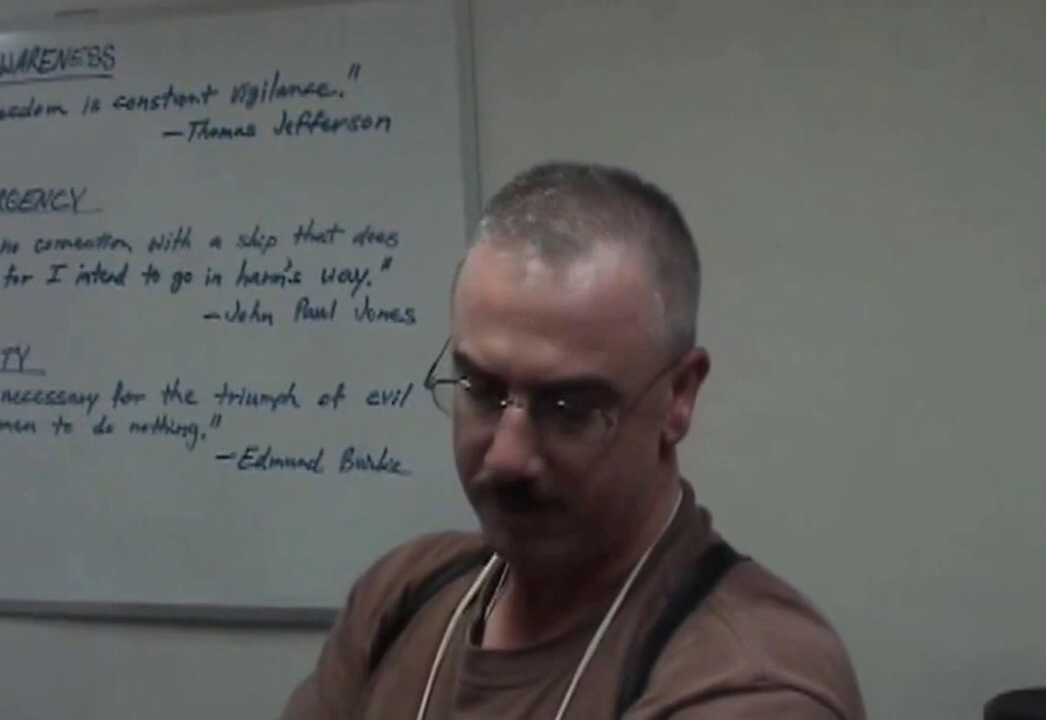 WARENESS
eedom is constant vigilance."
—Thomas Jefferson
RGENCY
no connection with a ship that does
for I intend to go in harm's way."
—John Paul Jones
TY
necessary for the triumph of evil
men to do nothing."
—Edmund Burke